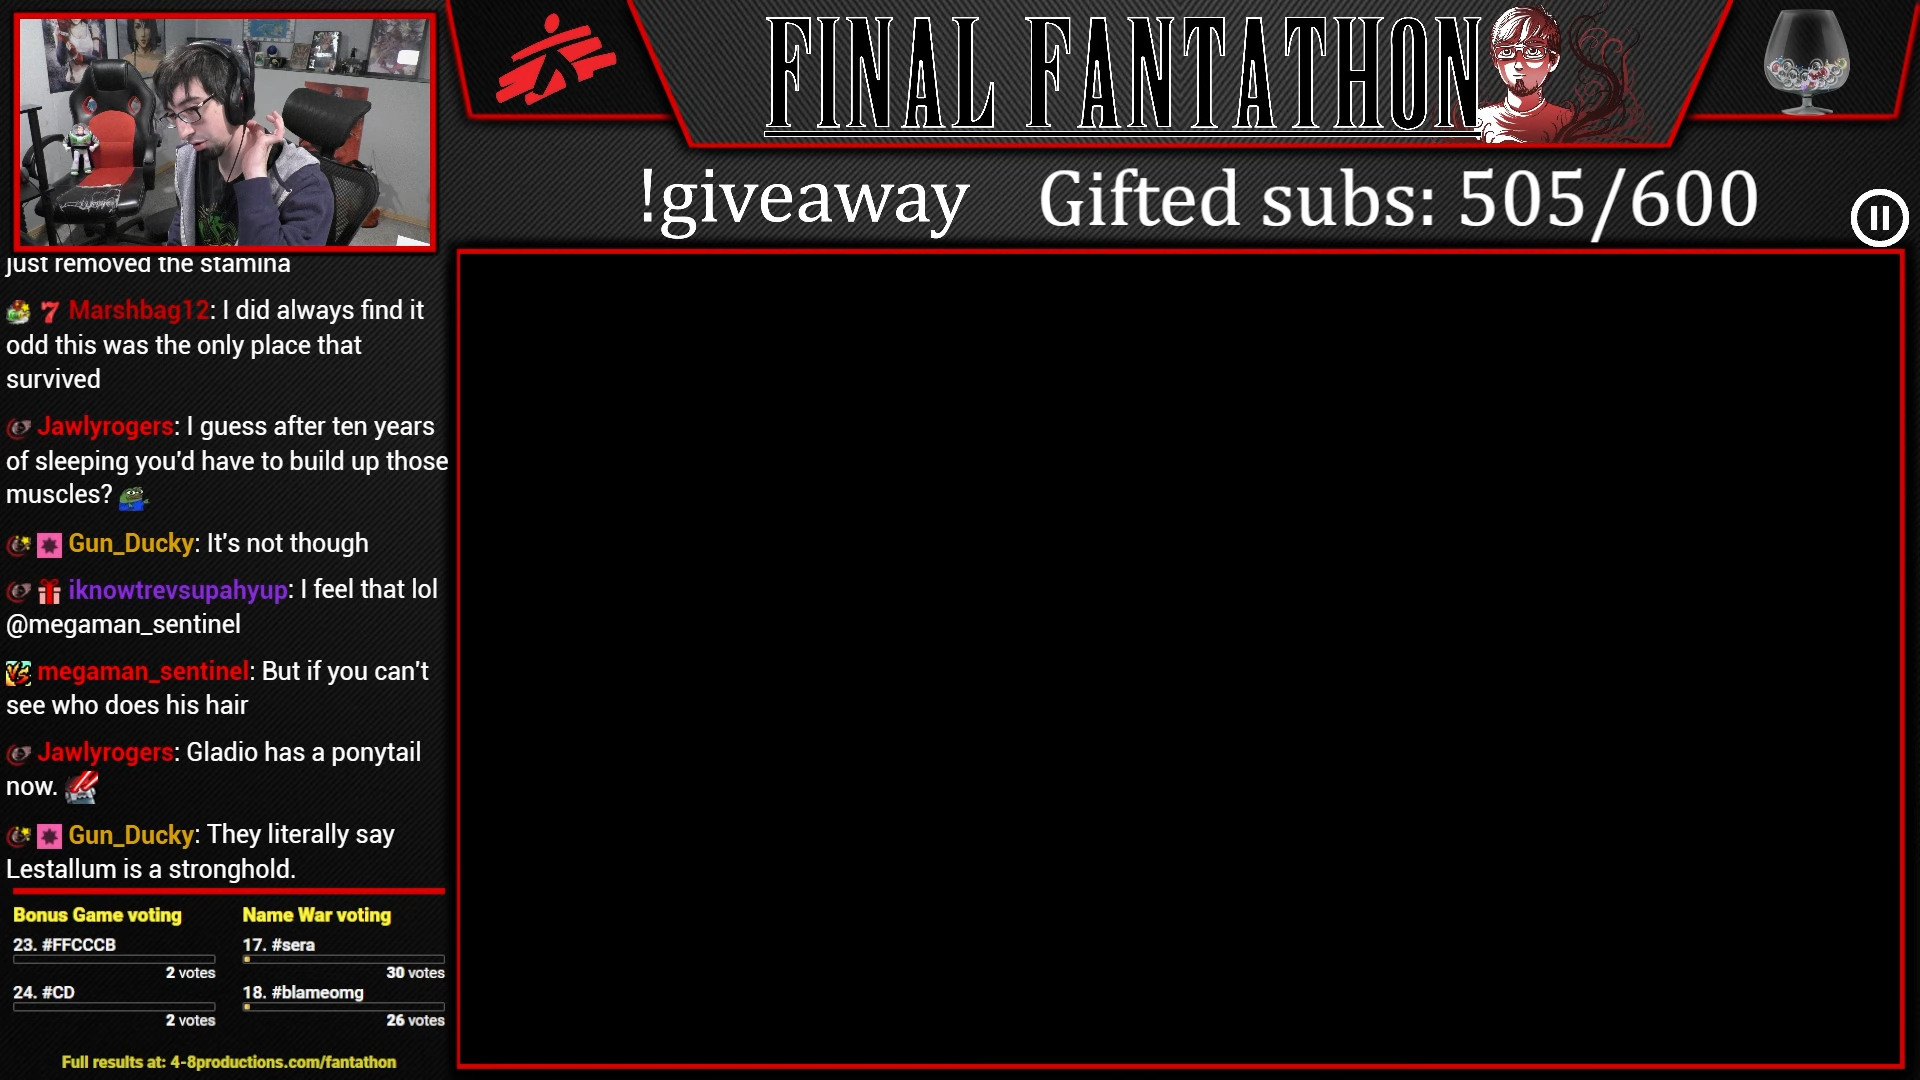 FINAL FANTATHON
!giveaway Gifted subs: 505/600
just removed the stamina
7 Marshbag12: I did always find it
odd this was the only place that
survived
Jawlyrogers: I guess after ten years
of sleeping you'd have to build up those
muscles?
Gun_Ducky: It's not though
iknowtrevsupahyup: I feel that lol
@megaman_sentinel
megaman_sentinel: But if you can't
see who does his hair
Jawlyrogers: Gladio has a ponytail
now.
Gun_Ducky: They literally say
Lestallum is a stronghold.
Bonus Game voting
23. #FFCCCB
2 votes
24. #CD
2 votes
Name War voting
17. #sera
30 votes
18. #blameomg
26 votes
Full results at: 4-8productions.com/fantathon